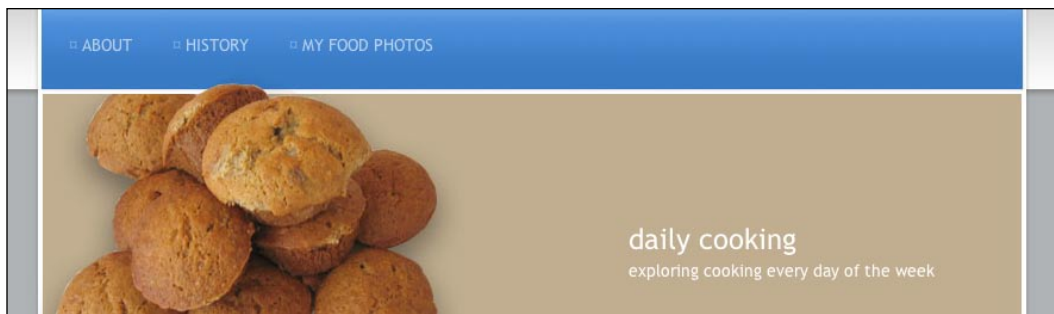 ABOUT HISTORY MY FOOD PHOTOS
daily cooking
exploring cooking every day of the week